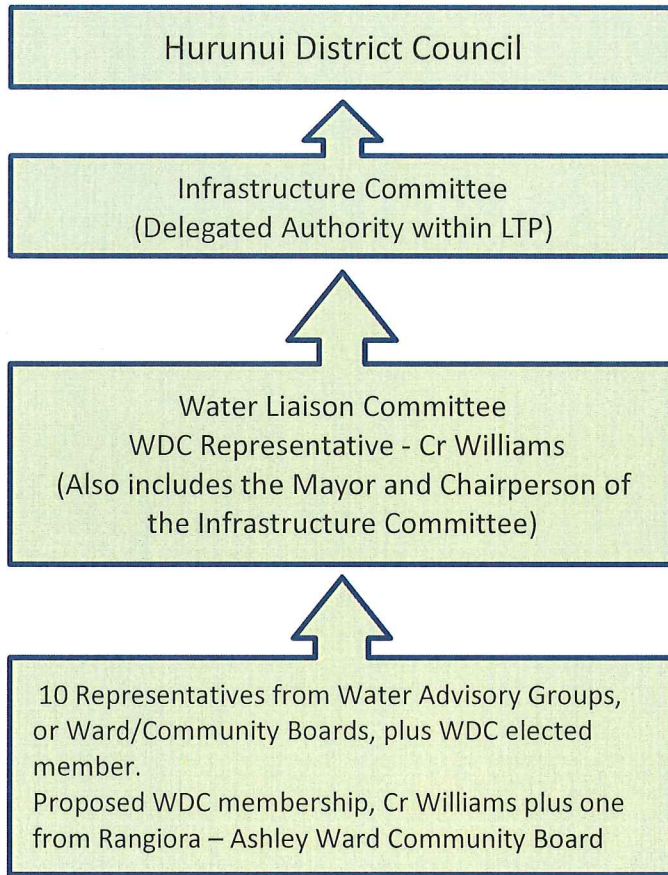 Hurunui District Council
Infrastructure Committee
(Delegated Authority within LTP)
Water Liaison Committee
WDC Representative - Cr Williams
(Also includes the Mayor and Chairperson of
the Infrastructure Committee)
10 Representatives from Water Advisory Groups,
or Ward/Community Boards, plus WDC elected
member.
Proposed WDC membership, Cr Williams plus one
from Rangiora – Ashley Ward Community Board